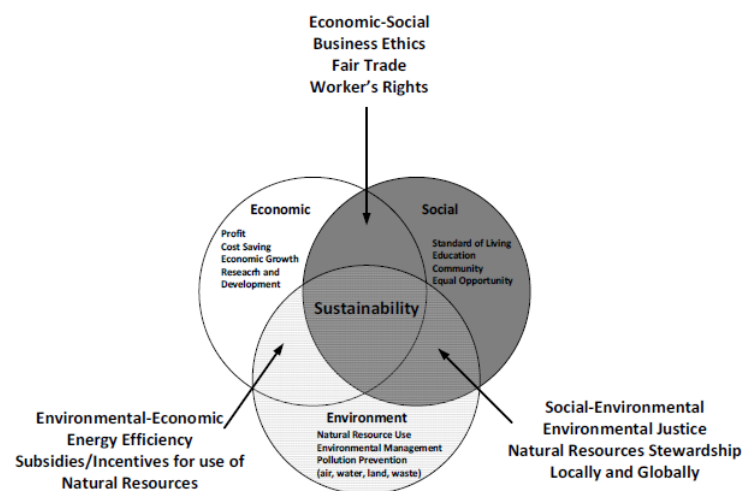 Economic-Social
Business Ethics
Fair Trade
Worker's Rights
Economic
Profit
Cost Saving
Economic Growth
Research and
Development
Social
Standard of Living
Education
Community
Equal Opportunity
Sustainability
Environment
Natural Resource Use
Environmental Management
Pollution Prevention
(air, water, land, waste)
Environmental-Economic
Energy Efficiency
Subsidies/Incentives for use of
Natural Resources
Social-Environmental
Environmental Justice
Natural Resources Stewardship
Locally and Globally